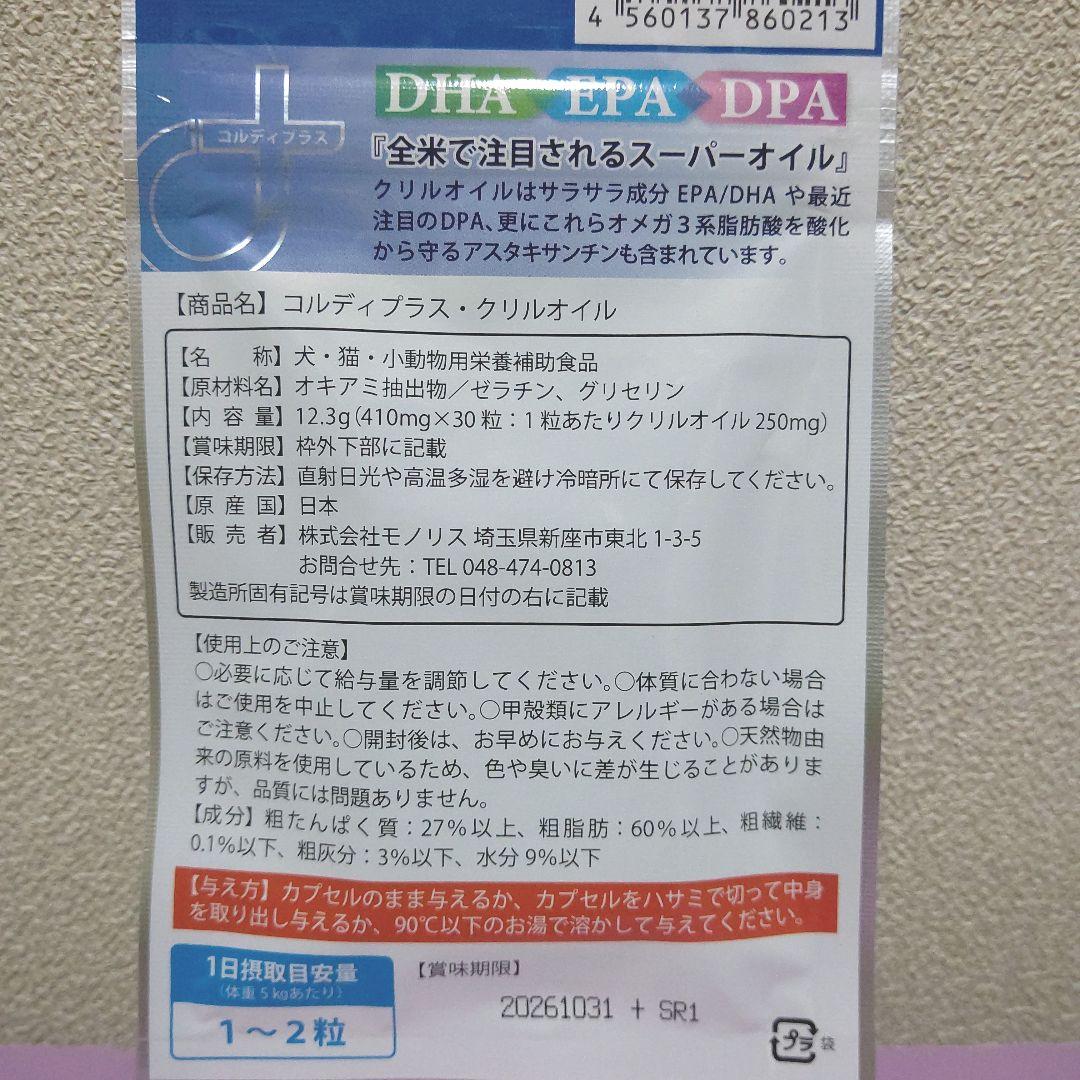 4 560137 860213
DHA EPA DPA
コルディプラス
『全米で注目されるスーパーオイル』
クリルオイルはサラサラ成分 EPA/DHA や最近
注目のDPA、更にこれらオメガ3系脂肪酸を酸化
から守るアスタキサンチンも含まれています。
【商品名】コルディプラス・クリルオイル
【名 称】犬・猫・小動物用栄養補助食品
【原材料名】オキアミ抽出物／ゼラチン、グリセリン
【内 容 量】12.3g（410mg×30 粒：1 粒あたりクリルオイル 250mg）
【賞味期限】枠外下部に記載
【保存方法】直射日光や高温多湿を避け冷暗所にて保存してください。
【原 産 国】日本
【販 売 者】株式会社モノリス 埼玉県新座市東北 1-3-5
お問合せ先：TEL 048-474-0813
製造所固有記号は賞味期限の日付の右に記載
【使用上のご注意】
○必要に応じて給与量を調節してください。○体質に合わない場合
はご使用を中止してください。○甲殻類にアレルギーがある場合は
ご注意ください。○開封後は、お早めにお与えください。○天然物由
来の原料を使用しているため、色や臭いに差が生じることがありま
すが、品質には問題ありません。
【成分】粗たんぱく質：27％以上、粗脂肪：60％以上、粗繊維：
0.1％以下、粗灰分：3％以下、水分 9％以下
【与え方】カプセルのまま与えるか、カプセルをハサミで切って中身
を取り出し与えるか、90℃以下のお湯で溶かして与えてください。
1日摂取目安量
（体重 5 kgあたり）
1～2粒
【賞味期限】
20261031 + SR1
プラ 袋